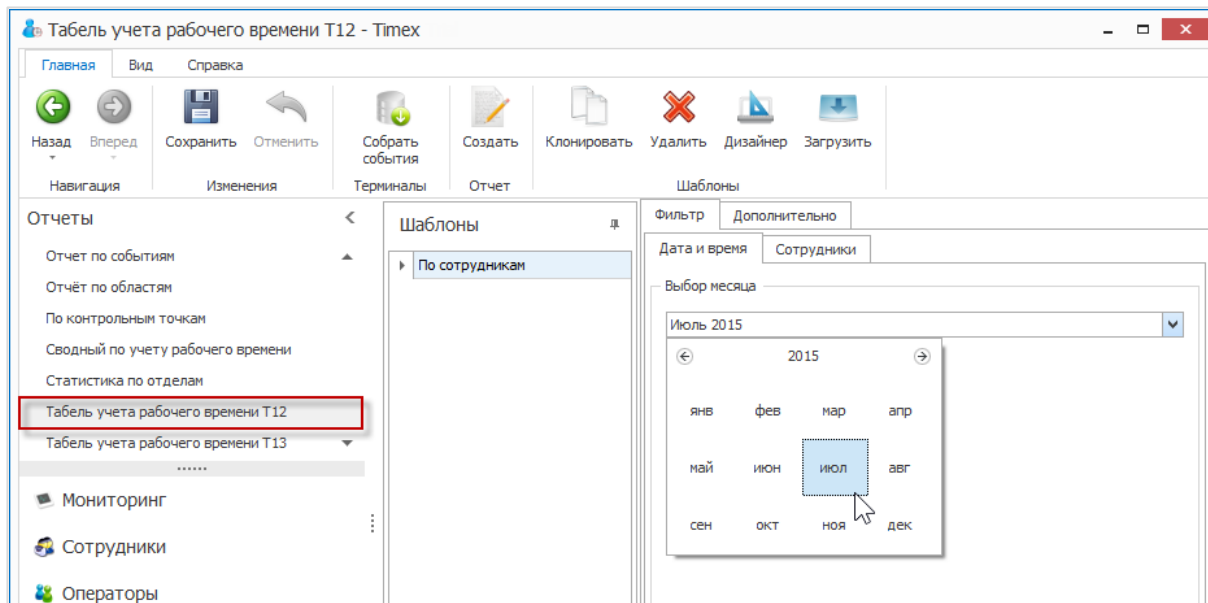 Табель учета рабочего времени Т12 - Timex
Главная Вид Справка
Назад Вперед Сохранить Отменить Собрать события Создать Клонировать Удалить Дизайнер Загрузить
Навигация Изменения Терминалы Отчет Шаблоны
Отчеты
Отчет по событиям
Отчёт по областям
По контрольным точкам
Сводный по учету рабочего времени
Статистика по отделам
Табель учета рабочего времени Т12
Табель учета рабочего времени Т13
Мониторинг
Сотрудники
Операторы
Шаблоны
По сотрудникам
Фильтр Дополнительно
Дата и время Сотрудники
Выбор месяца
Июль 2015
2015
янв фев мар апр
май июн июл авг
сен окт ноя дек